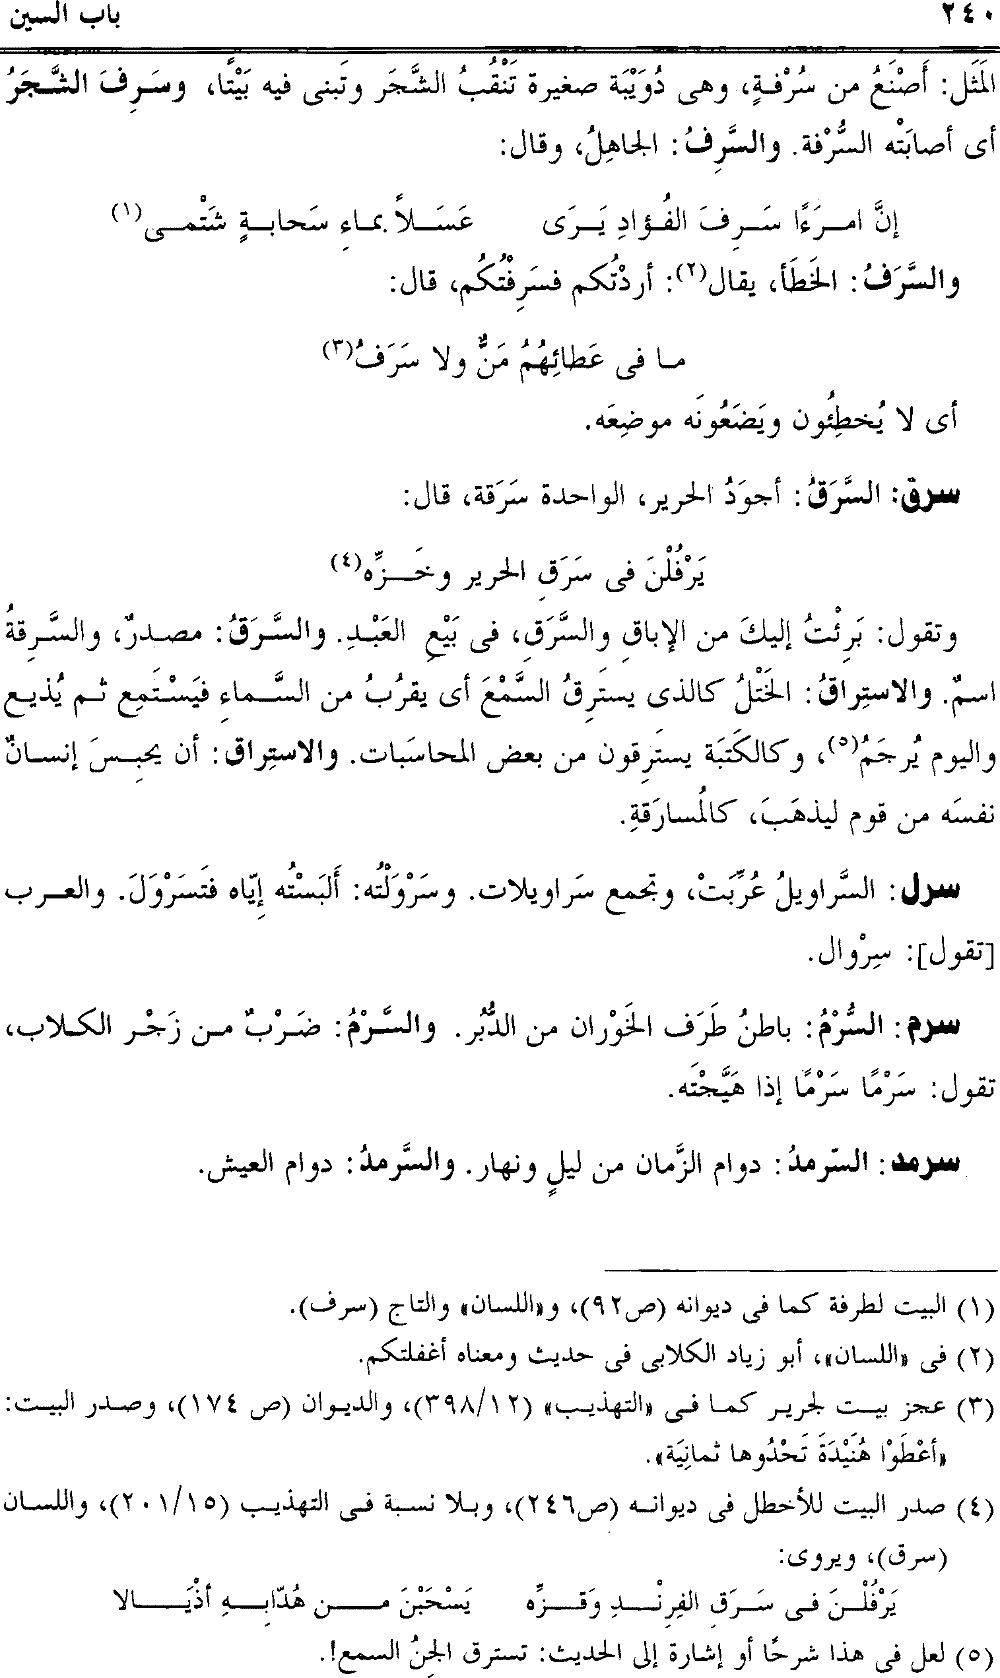 ٢٤٠ باب السين
المَثَل: أَصْنَعُ من سُرْفةٍ، وهى دُوَيْبَة صغيرة تَنْقُبُ الشَّجَر وتَبنى فيه بَيْتًا، وسَرِفَ الشَّجَرُ
أى أصابَتْه السُّرْفة. والسَّرِفُ: الجاهِلُ، وقال:
إنَّ امرَءًا سَرِفَ الفُؤادِ يَرَى عَسَلاً بماءِ سَحابةٍ شَتْمى(١)
والسَّرَفُ: الخَطَأ، يقال(٢): أردْتُكم فسَرِفْتُكُم، قال:
ما فى عَطائِهُمُ مَنٌّ ولا سَرَفُ(٣)
أى لا يُخطِئُون ويَضَعُونَه موضِعَه.
سرق: السَّرَقُ: أجوَدُ الحرير، الواحدة سَرَقة، قال:
يَرْفُلْنَ فى سَرَقِ الحرير وخَزِّه(٤)
وتقول: بَرِئْتُ إليكَ من الإباقِ والسَّرَقِ، فى بَيْعِ العَبْدِ. والسَّرَقُ: مصدرٌ، والسَّرِقةُ
اسمٌ. والاستِراقُ: الخَتْلُ كالذى يستَرِقُ السَّمْعَ أى يقرُبُ من السَّماءِ فيَسْتَمِع ثم يُذيع
واليوم يُرجَمُ(٥)، وكالكَتَبَة يستَرِقون من بعض المحاسَبات. والاستِراق: أن يحبِسَ إنسانٌ
نفسَه من قوم ليذهَبَ، كالمُسارَقةِ.
سرل: السَّراويلُ عُرِّبَتْ، وتجمع سَراويلات. وسَرْوَلْتُه: أَلبَسْتُه إيّاه فتَسَرْوَلَ. والعرب
[تقول]: سِرْوال.
سرم: السُّرْمُ: باطنُ طَرَف الخَوْران من الدُّبُر. والسَّرْمُ: ضَرْبٌ من زَجْر الكلاب،
تقول: سَرْمًا سَرْمًا إذا هَيَّجْتَه.
سرمد: السّرمدُ: دوام الزَّمان من ليلٍ ونهار. والسَّرمدُ: دوام العيش.
(١) البيت لطرفة كما فى ديوانه (ص٩٢)، و«اللسان» والتاج (سرف).
(٢) فى «اللسان»، أبو زياد الكلابى فى حديث ومعناه أغفلتكم.
(٣) عجز بيت لجرير كما فى «التهذيب» (٣٩٨/١٢)، والديوان (ص ١٧٤)، وصدر البيت:
«أعْطَوْا هُنَيْدَةَ تَحْدُوها ثمانِيَة».
(٤) صدر البيت للأخطل فى ديوانه (ص٢٤٦)، وبلا نسبة فى التهذيب (٢٠١/١٥)، واللسان
(سرق)، ويروى:
يَرْفُلْنَ فى سَرَقِ الفِرِنْدِ وَقَزِّه يَسْحَبْنَ من هُدّابِهِ أذْيَالا
(٥) لعل فى هذا شرحًا أو إشارة إلى الحديث: تسترق الجنُ السمع!.